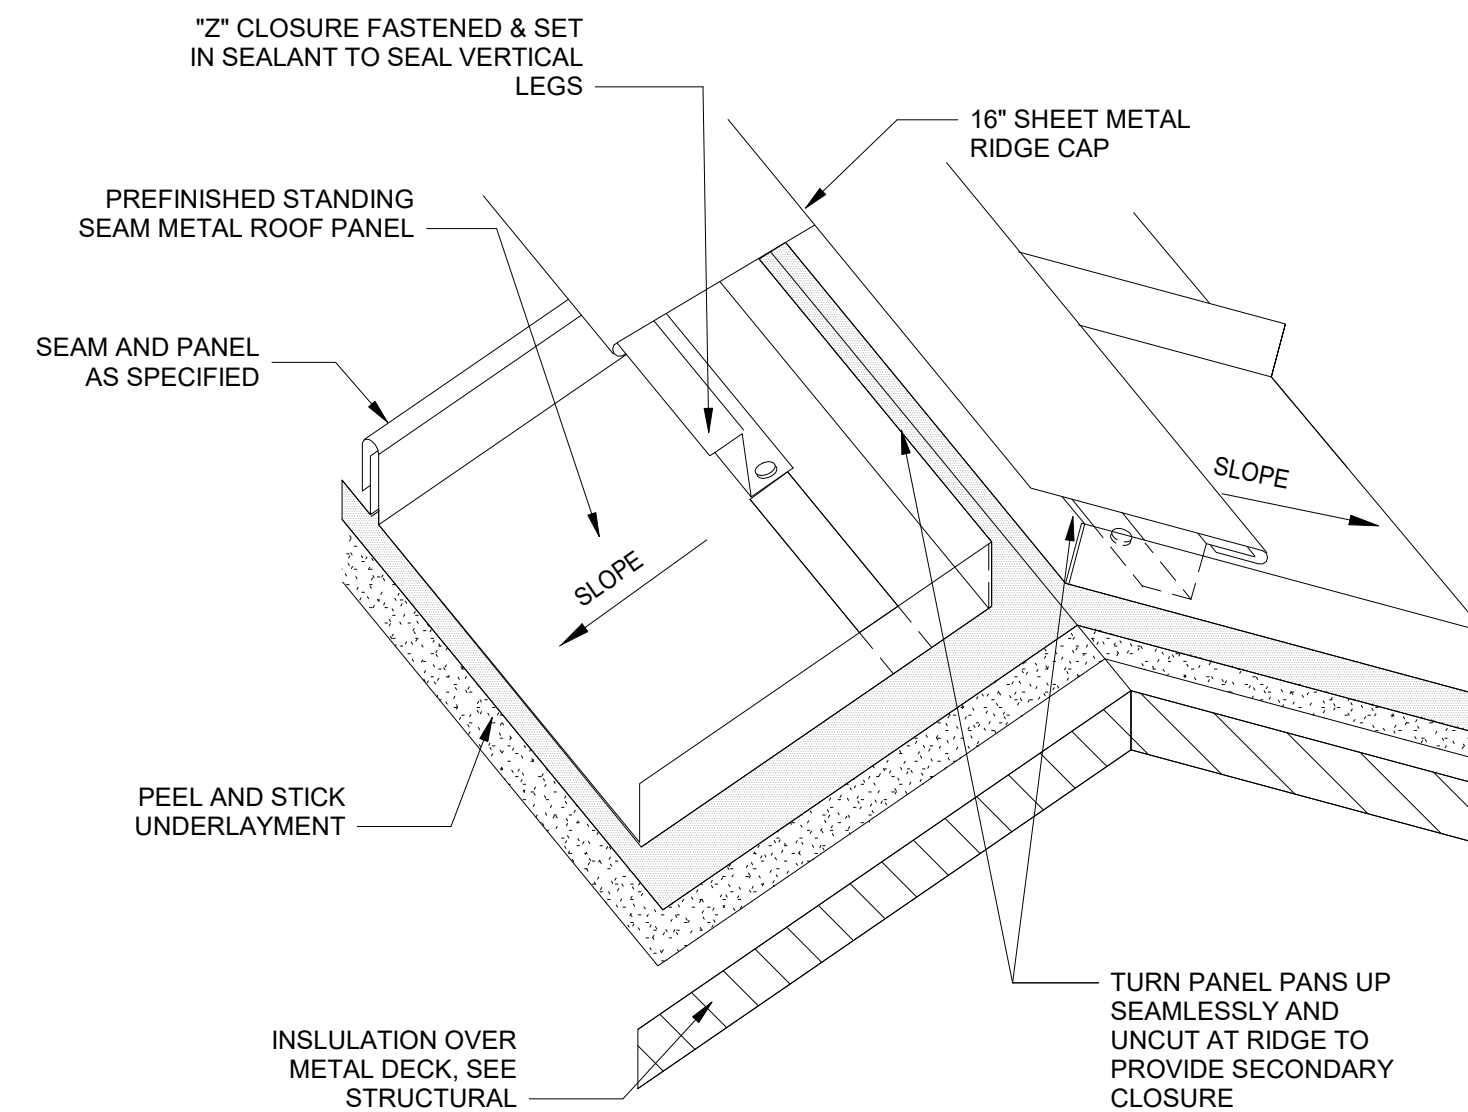 "Z" CLOSURE FASTENED & SET
IN SEALANT TO SEAL VERTICAL
LEGS
16" SHEET METAL
RIDGE CAP
PREFINISHED STANDING
SEAM METAL ROOF PANEL
SEAM AND PANEL
AS SPECIFIED
SLOPE
SLOPE
PEEL AND STICK
UNDERLAYMENT
INSLULATION OVER
METAL DECK, SEE
STRUCTURAL
TURN PANEL PANS UP
SEAMLESSLY AND
UNCUT AT RIDGE TO
PROVIDE SECONDARY
CLOSURE